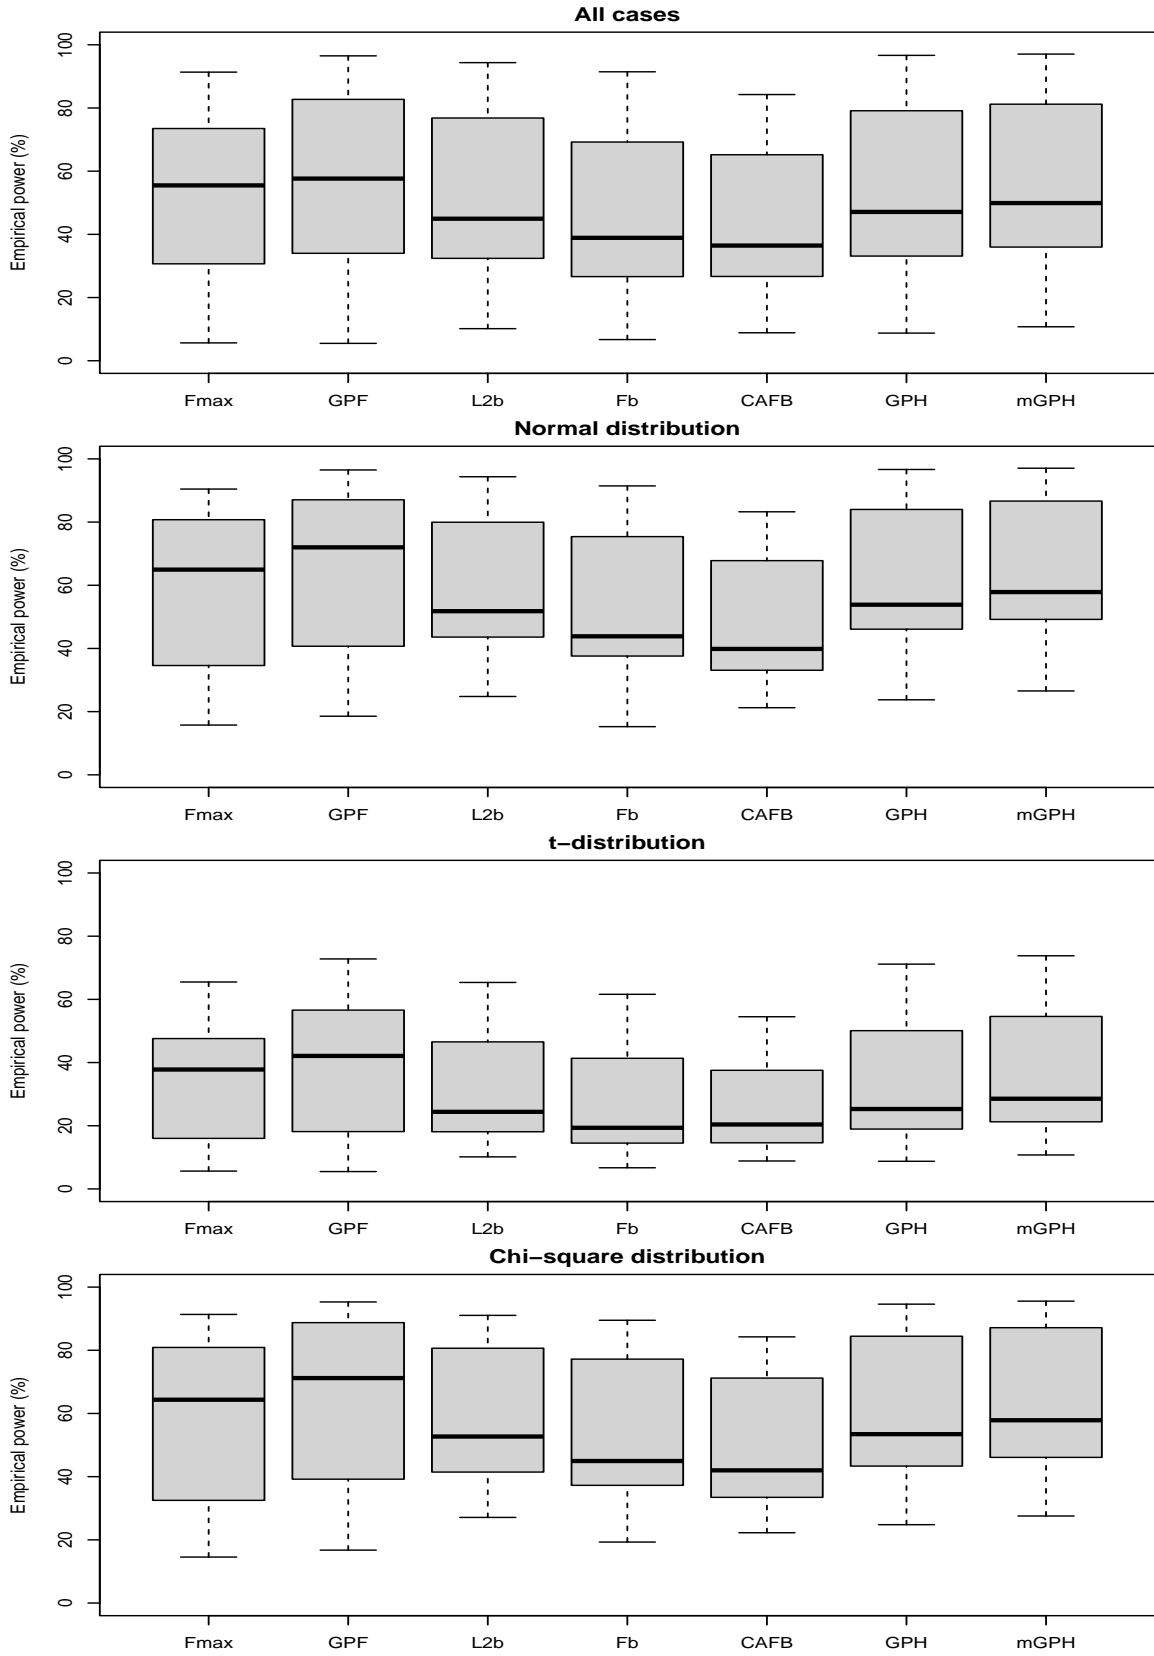 All cases
Empirical power (%)
100
80
60
40
20
0
Fmax GPF L2b Fb CAFB GPH mGPH
Normal distribution
Empirical power (%)
100
80
60
40
20
0
Fmax GPF L2b Fb CAFB GPH mGPH
t−distribution
Empirical power (%)
100
80
60
40
20
0
Fmax GPF L2b Fb CAFB GPH mGPH
Chi−square distribution
Empirical power (%)
100
80
60
40
20
0
Fmax GPF L2b Fb CAFB GPH mGPH